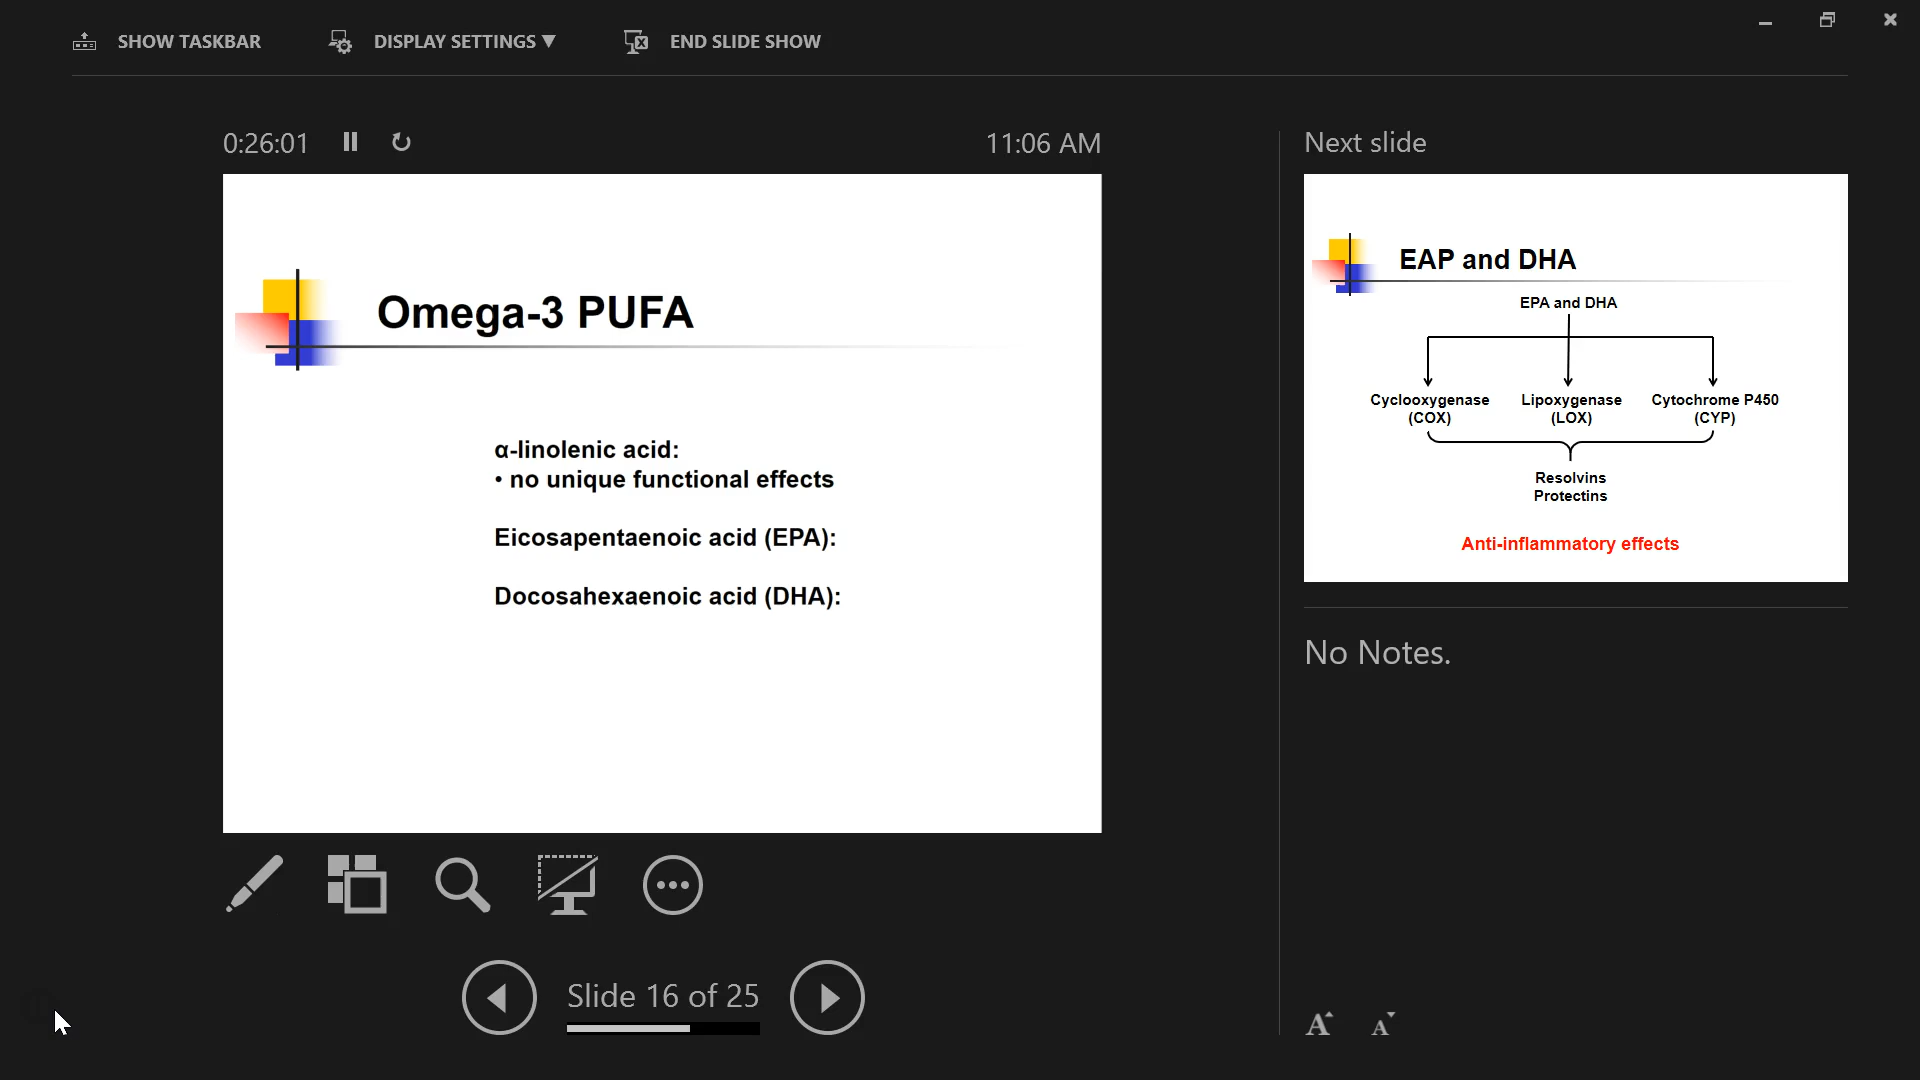 SHOW TASKBAR
DISPLAY SETTINGS ▼
END SLIDE SHOW
0:26:01
11:06 AM
Omega-3 PUFA
α-linolenic acid:
• no unique functional effects
Eicosapentaenoic acid (EPA):
Docosahexaenoic acid (DHA):
Slide 16 of 25
Next slide
EAP and DHA
EPA and DHA
Cyclooxygenase
(COX)
Lipoxygenase
(LOX)
Cytochrome P450
(CYP)
Resolvins
Protectins
Anti-inflammatory effects
No Notes.
A
A